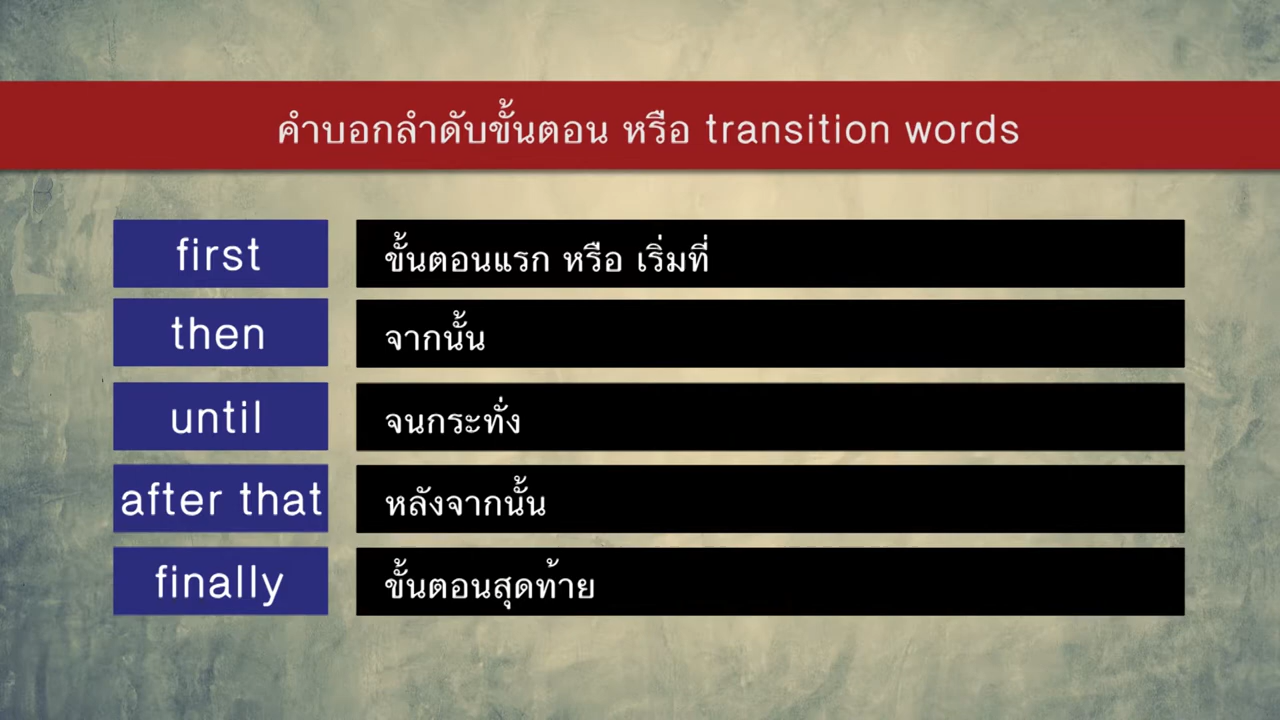 คำบอกลำดับขั้นตอน หรือ transition words
first ขั้นตอนแรก หรือ เริ่มที่
then จากนั้น
until จนกระทั่ง
after that หลังจากนั้น
finally ขั้นตอนสุดท้าย